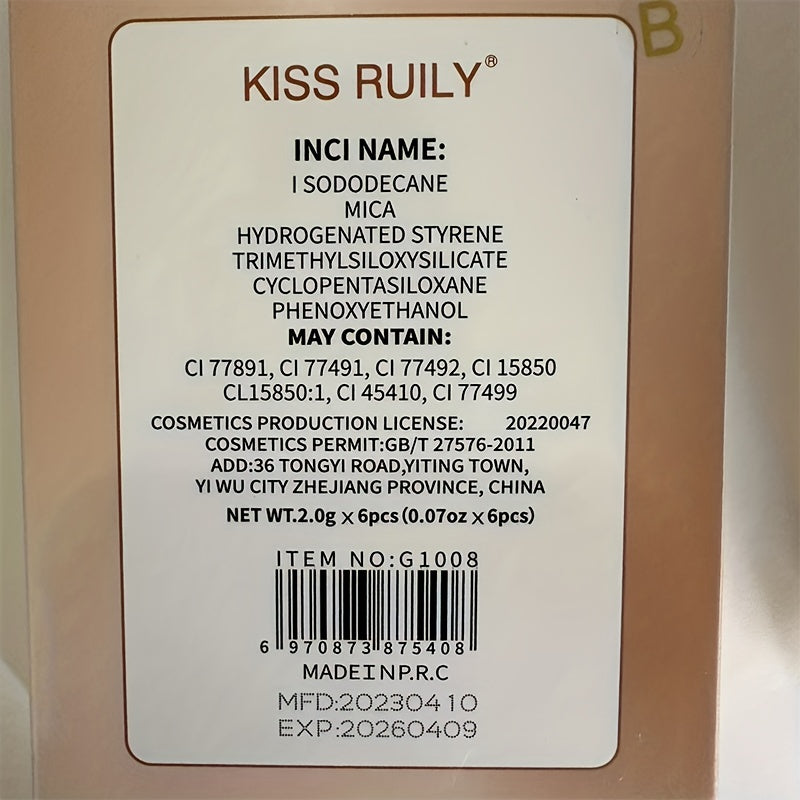 B
KISS RUILY®
INCI NAME:
I SODODECANE
MICA
HYDROGENATED STYRENE
TRIMETHYLSILOXYSILICATE
CYCLOPENTASILOXANE
PHENOXYETHANOL
MAY CONTAIN:
CI 77891, CI 77491, CI 77492, CI 15850
CL15850:1, CI 45410, CI 77499
COSMETICS PRODUCTION LICENSE: 20220047
COSMETICS PERMIT:GB/T 27576-2011
ADD:36 TONGYI ROAD,YITING TOWN,
YI WU CITY ZHEJIANG PROVINCE, CHINA
NET WT.2.0g x 6pcs(0.07oz x 6pcs)
ITEM NO:G1008
6 970873 875408
MADEINP.R.C
MFD:20230410
EXP:20260409